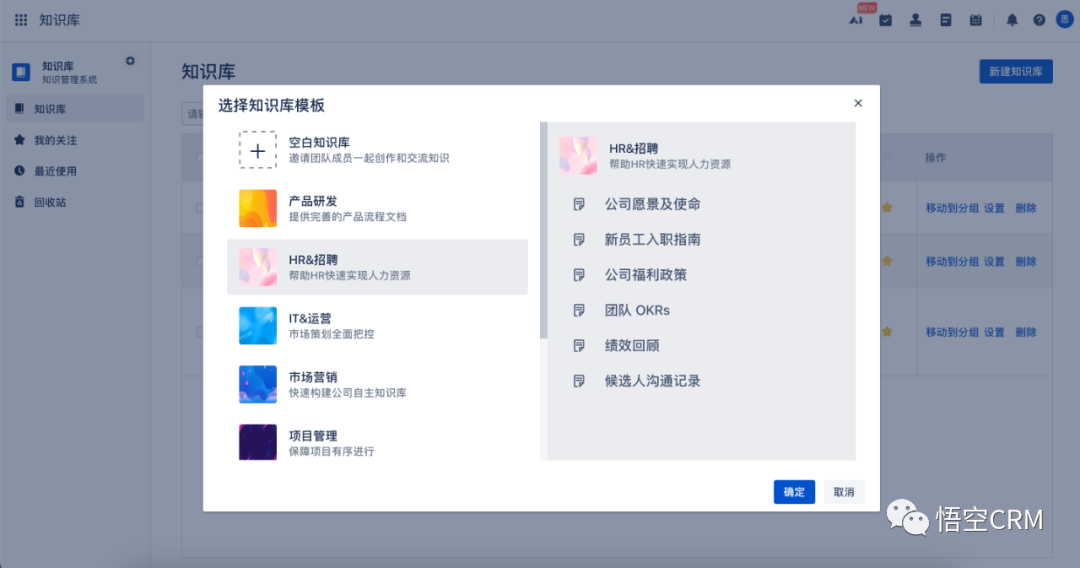 知识库
NEW
AI
思
知识库
知识管理系统
知识库
我的关注
最近使用
回收站
知识库
新建知识库
选择知识库模板
空白知识库
邀请团队成员一起创作和交流知识
产品研发
提供完善的产品流程文档
HR&招聘
帮助HR快速实现人力资源
IT&运营
市场策划全面把控
市场营销
快速构建公司自主知识库
项目管理
保障项目有序进行
HR&招聘
帮助HR快速实现人力资源
公司愿景及使命
新员工入职指南
公司福利政策
团队 OKRs
绩效回顾
候选人沟通记录
确定 取消
操作
移动到分组 设置 删除
移动到分组 设置 删除
移动到分组 设置 删除
悟空CRM